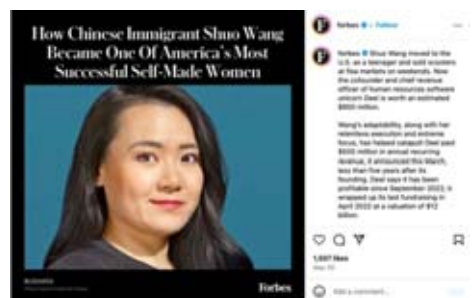 How Chinese Immigrant Shuo Wang
Became One Of America's Most
Successful Self-Made Women
Forbes
forbes
forbes Shuo Wang moved to the
U.S. as a teenager and sold scooters
at flea markets on weekends. Now
the cofounder and chief revenue
officer of human resources software
unicorn Deel is worth an estimated
Wang's adaptability, along with her
relentless execution and extreme
focus, has helped catapult Deel past
$500 million in annual recurring
revenue, it announced this March,
less than five years after its
founding. Deel says it has been
profitable since September 2022; it
wrapped up its last fundraising in
April 2022 at a valuation of $12
billion.
likes
Add a comment...